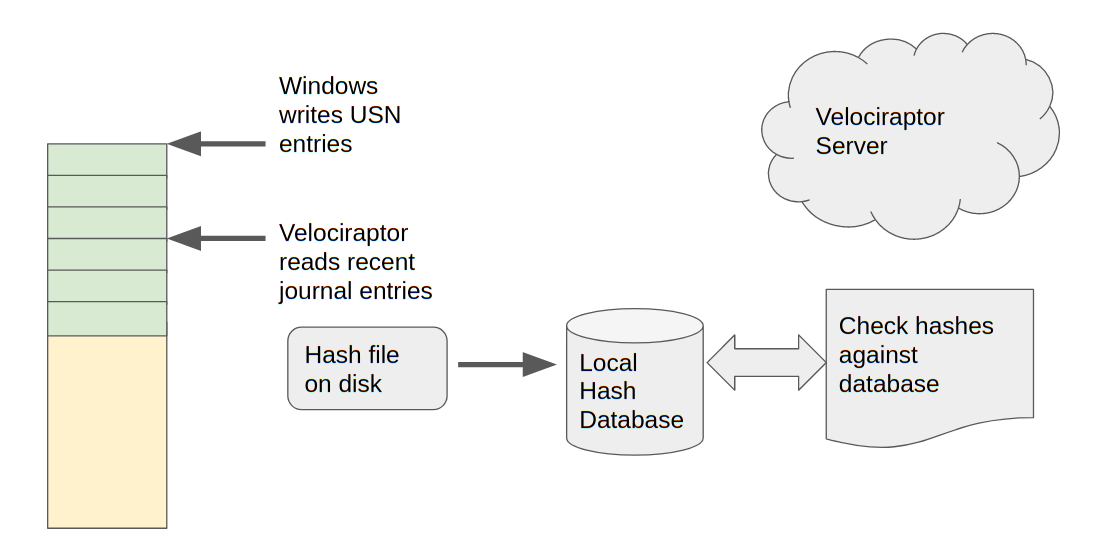 Windows
writes USN
entries
Velociraptor
Server
Velociraptor
reads recent
journal entries
Hash file
on disk
Local
Hash
Database
Check hashes
against
database